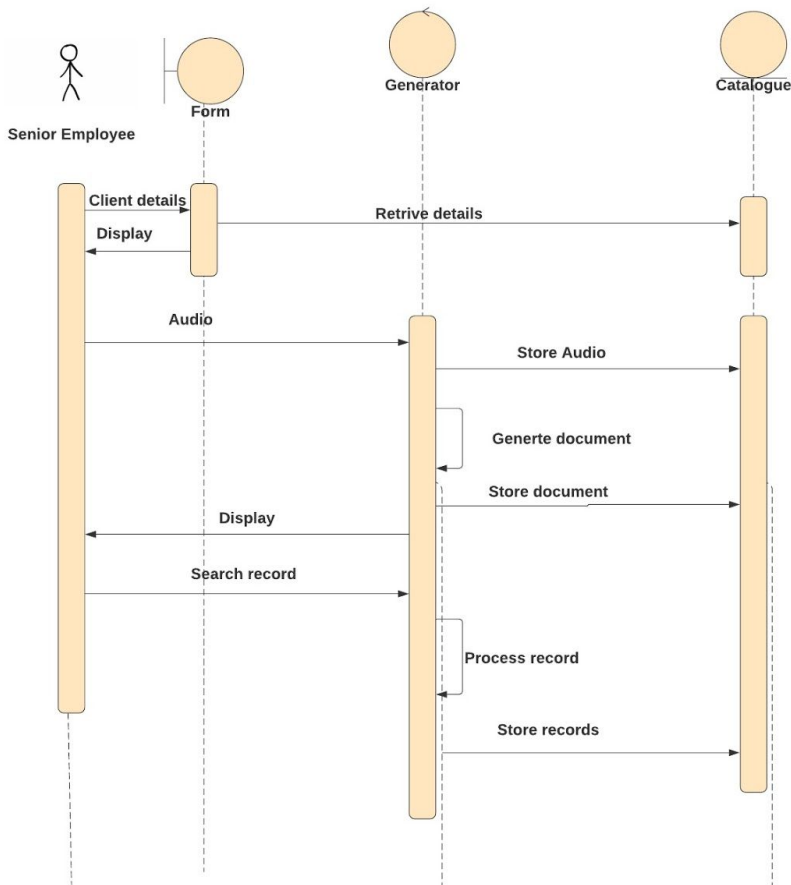 Generator
Catalogue
Form
Senior Employee
Client details
Retrive details
Display
Audio
Store Audio
Generte document
Store document
Display
Search record
Process record
Store records